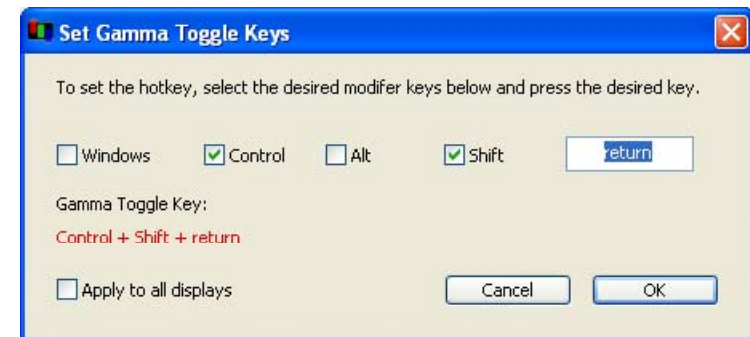 Set Gamma Toggle Keys
To set the hotkey, select the desired modifer keys below and press the desired key.
Windows Control Alt Shift return
Gamma Toggle Key:
Control + Shift + return
Apply to all displays Cancel OK